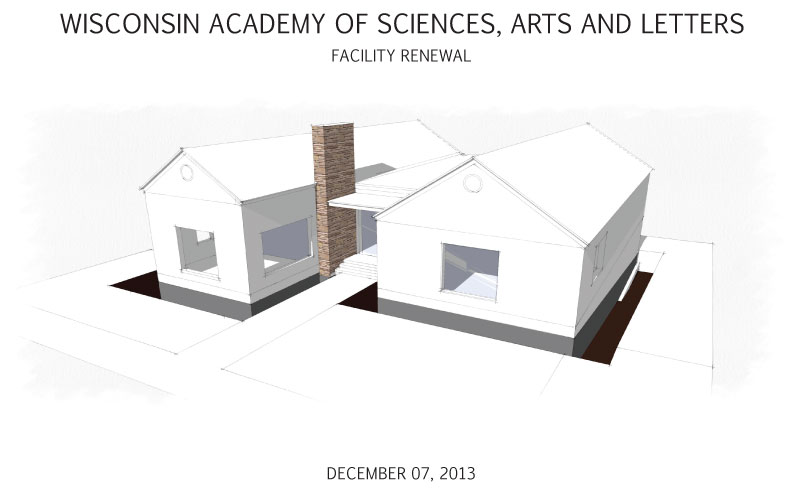 WISCONSIN ACADEMY OF SCIENCES, ARTS AND LETTERS
FACILITY RENEWAL
DECEMBER 07, 2013